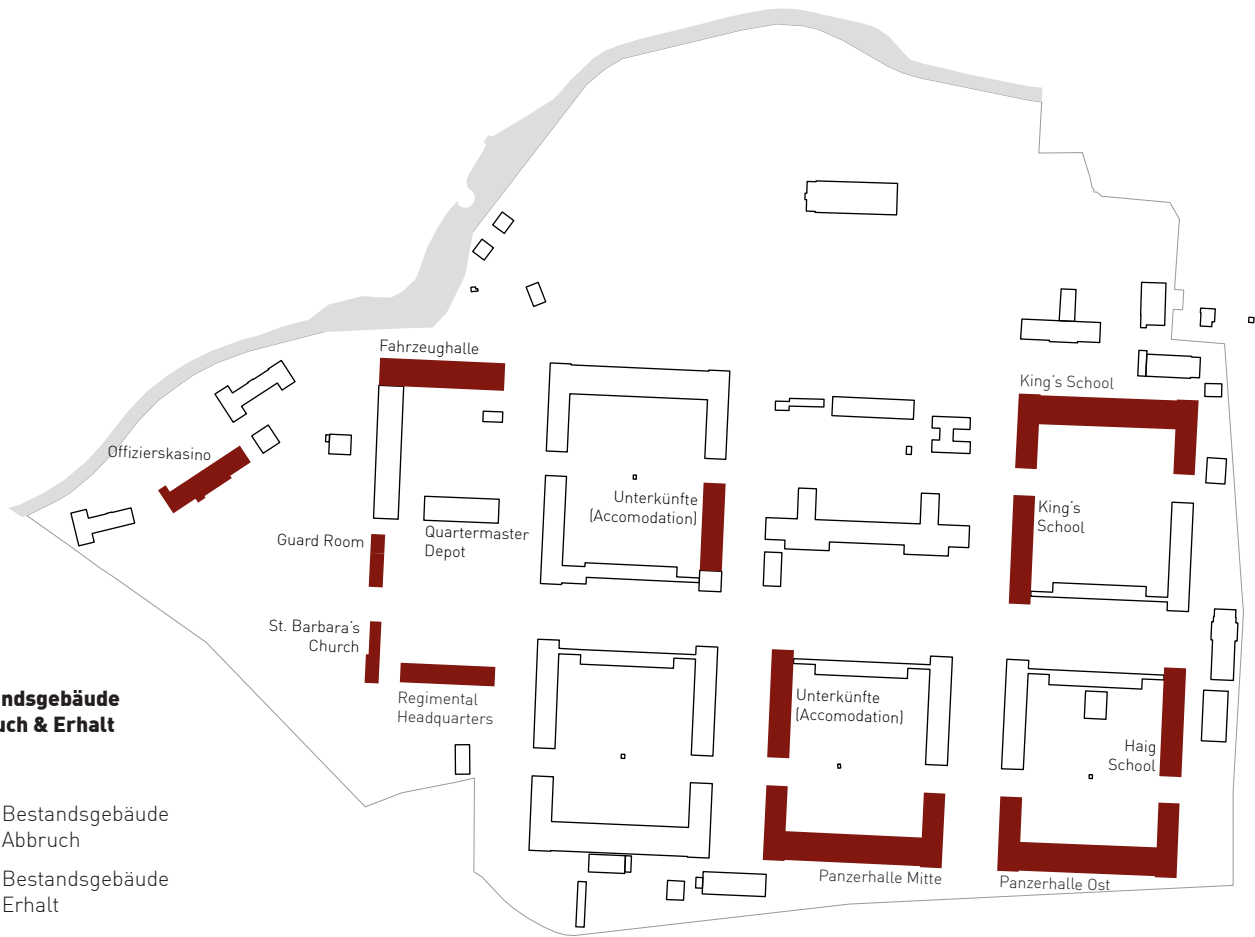 Fahrzeughalle
King's School
Offizierskasino
Unterkünfte
(Accomodation)
King's
School
Quartermaster
Depot
Guard Room
St. Barbara's
Church
Regimental
Headquarters
Unterkünfte
(Accomodation)
Haig
School
Panzerhalle Mitte
Panzerhalle Ost
ndsgebäude
uch & Erhalt
Bestandsgebäude
Abbruch
Bestandsgebäude
Erhalt